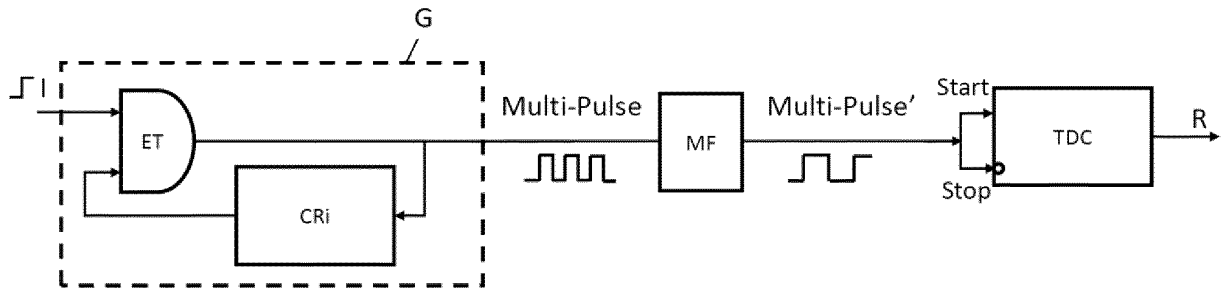 G
I
ET
CRi
Multi-Pulse
MF
Multi-Pulse’
Start
Stop
TDC
R